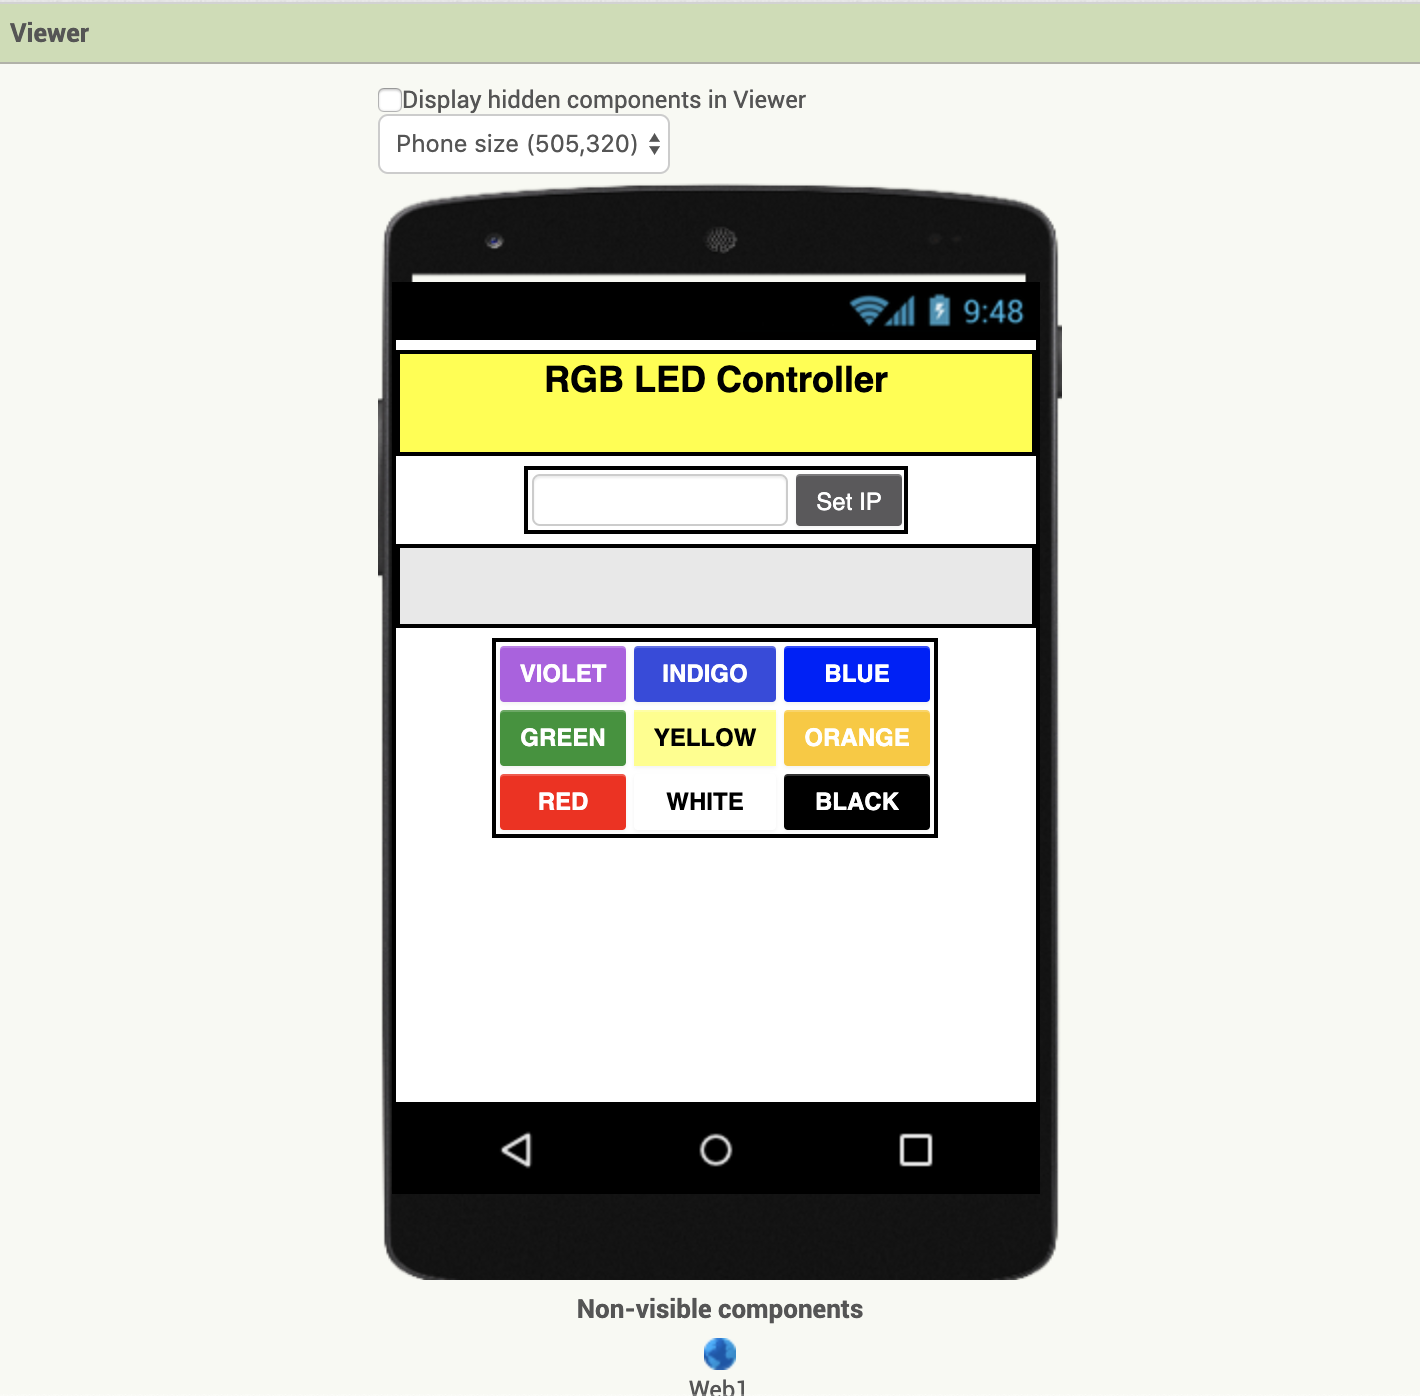 Viewer
Display hidden components in Viewer
Phone size (505,320)
9:48
RGB LED Controller
Set IP
VIOLET INDIGO BLUE
GREEN YELLOW ORANGE
RED WHITE BLACK
Non-visible components
Web1